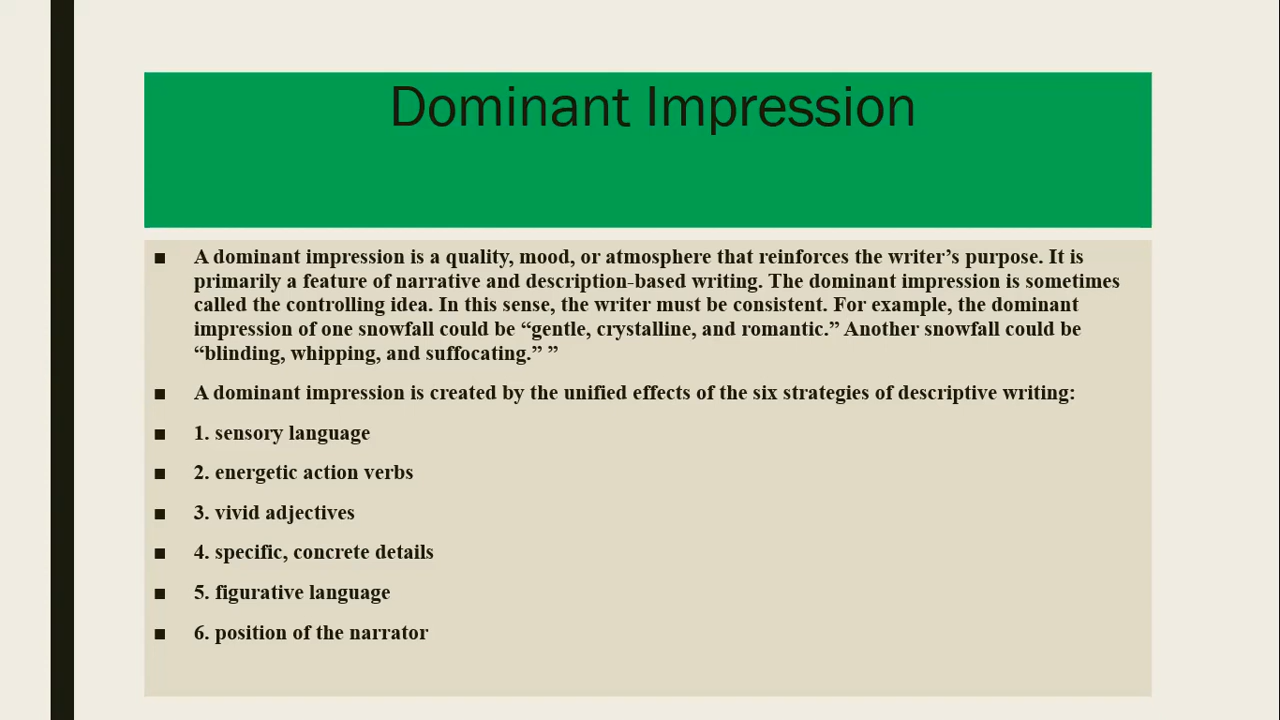 Dominant Impression
■ A dominant impression is a quality, mood, or atmosphere that reinforces the writer’s purpose. It is
primarily a feature of narrative and description-based writing. The dominant impression is sometimes
called the controlling idea. In this sense, the writer must be consistent. For example, the dominant
impression of one snowfall could be “gentle, crystalline, and romantic.” Another snowfall could be
“blinding, whipping, and suffocating.” ”
■ A dominant impression is created by the unified effects of the six strategies of descriptive writing:
■ 1. sensory language
■ 2. energetic action verbs
■ 3. vivid adjectives
■ 4. specific, concrete details
■ 5. figurative language
■ 6. position of the narrator